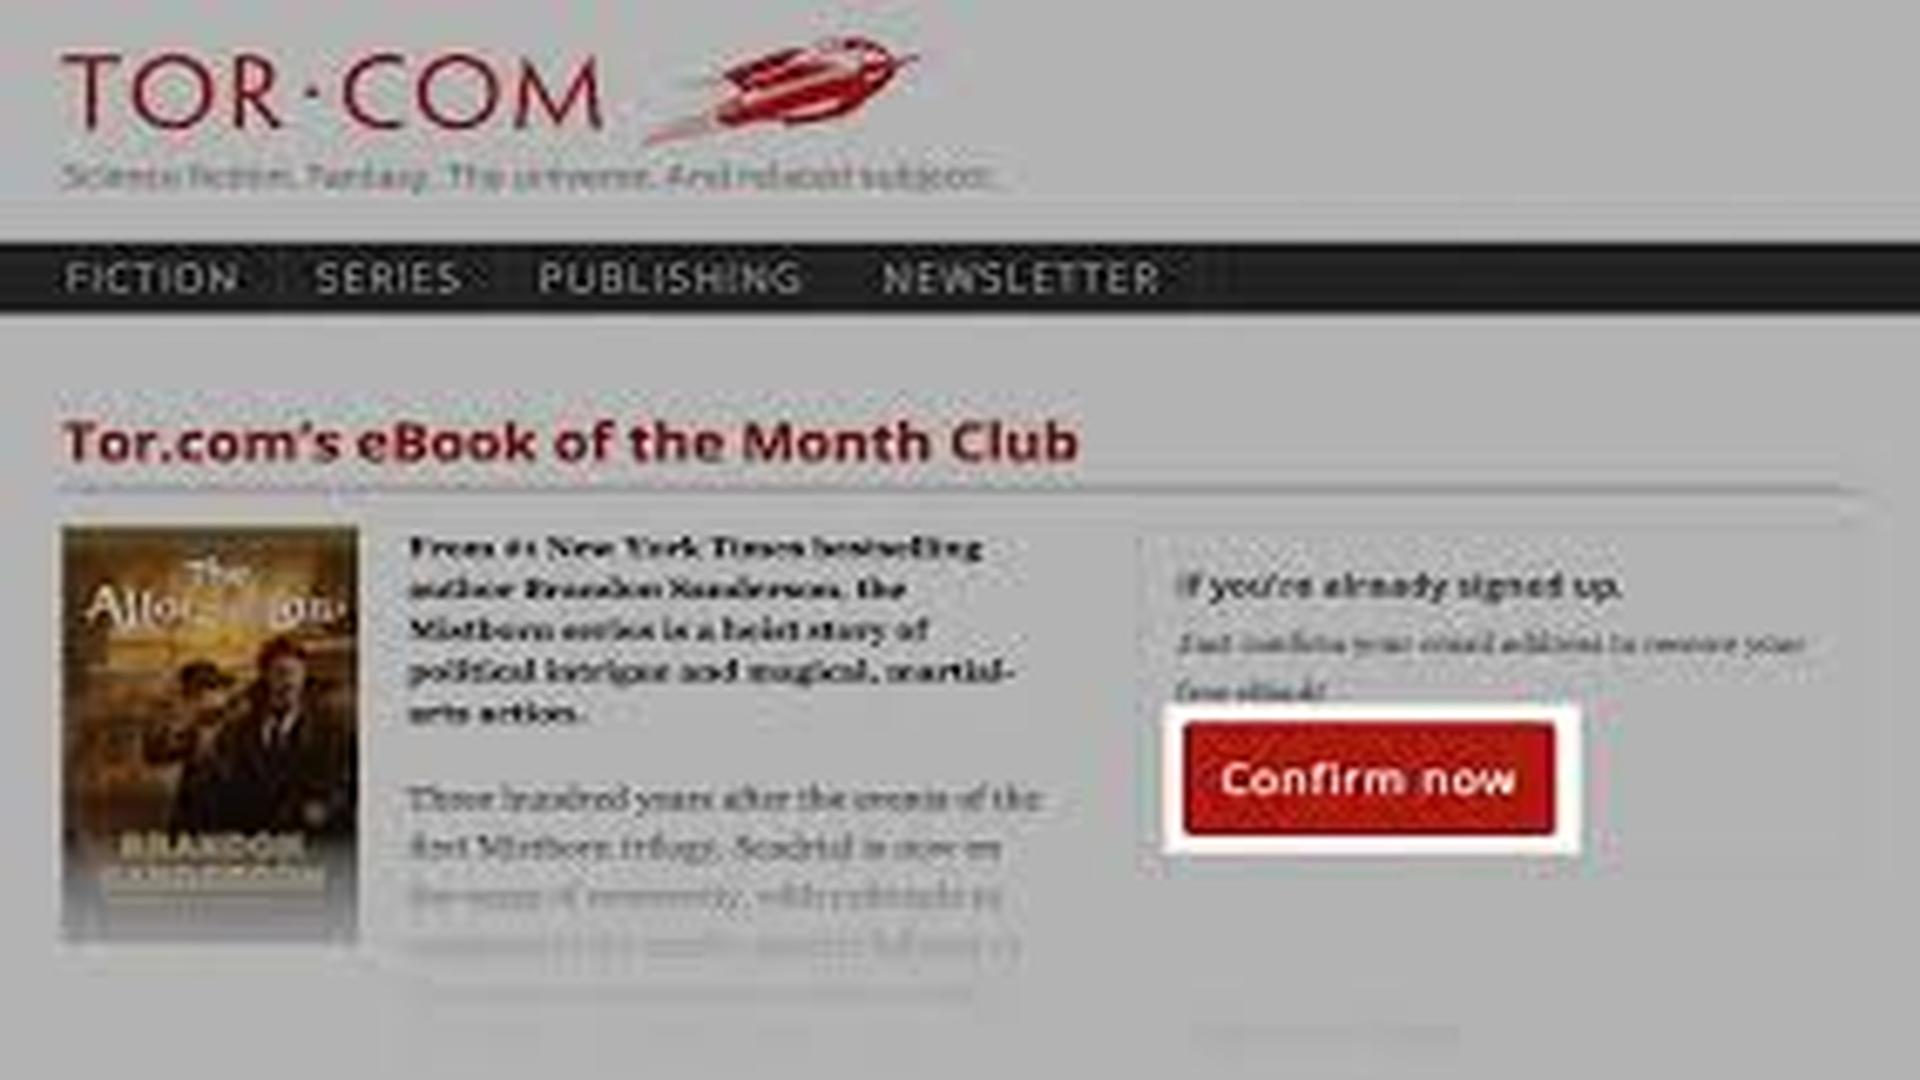 TOR·COM
Science fiction. Fantasy. The universe. And related subjects.
FICTION SERIES PUBLISHING NEWSLETTER
Tor.com's eBook of the Month Club
The
BRANDON
SANDERSON
From #1 New York Times bestselling
author Brandon Sanderson, the
Mistborn series is a heist story of
political intrigue and magical, martial-
arts action.
Three hundred years after the events of the
first Mistborn trilogy, Scadrial is now on
the verge of modernity, with railroads to
If you're already signed up,
Just confirm your email address to receive your
free eBook!
Confirm now